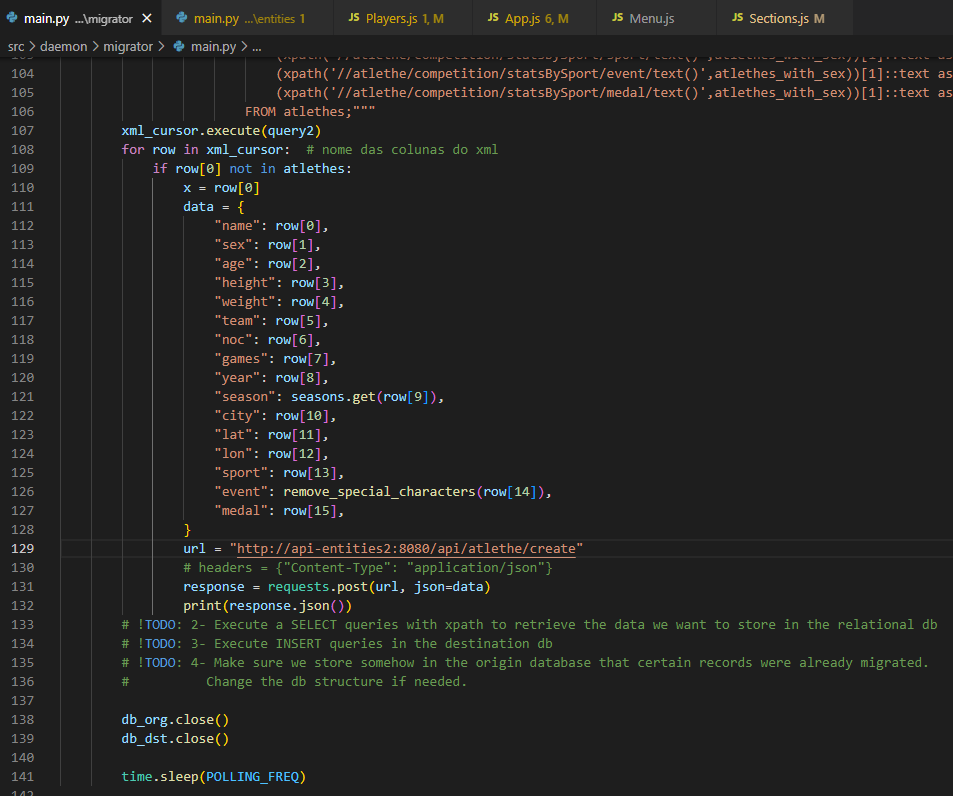 main.py ...\migrator
main.py ...\entities 1
JS Players.js 1, M
JS App.js 6, M
JS Menu.js
JS Sections.js M
src > daemon > migrator > main.py > ...
104 (xpath('//atlethe/competition/statsBySport/event/text()',atlethes_with_sex))[1]::text as
105 (xpath('//atlethe/competition/statsBySport/medal/text()',atlethes_with_sex))[1]::text as
106 FROM atlethes;"""
107 xml_cursor.execute(query2)
108 for row in xml_cursor:  # nome das colunas do xml
109 if row[0] not in atlethes:
110 x = row[0]
111 data = {
112 "name": row[0],
113 "sex": row[1],
114 "age": row[2],
115 "height": row[3],
116 "weight": row[4],
117 "team": row[5],
118 "noc": row[6],
119 "games": row[7],
120 "year": row[8],
121 "season": seasons.get(row[9]),
122 "city": row[10],
123 "lat": row[11],
124 "lon": row[12],
125 "sport": row[13],
126 "event": remove_special_characters(row[14]),
127 "medal": row[15],
128 }
129 url = "http://api-entities2:8080/api/atlethe/create"
130 # headers = {"Content-Type": "application/json"}
131 response = requests.post(url, json=data)
132 print(response.json())
133 # !TODO: 2- Execute a SELECT queries with xpath to retrieve the data we want to store in the relational db
134 # !TODO: 3- Execute INSERT queries in the destination db
135 # !TODO: 4- Make sure we store somehow in the origin database that certain records were already migrated.
136 #          Change the db structure if needed.
137
138 db_org.close()
139 db_dst.close()
140
141 time.sleep(POLLING_FREQ)